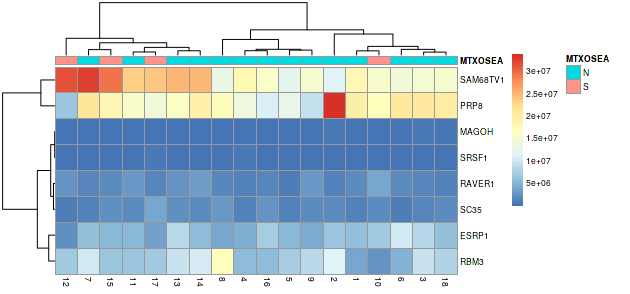 MTXOSEA
SAM68TV1
PRP8
MAGOH
SRSF1
RAVER1
SC35
ESRP1
RBM3
12 7 15 11 17 13 14 8 4 16 5 9 2 1 10 6 3 18
3e+07
2.5e+07
2e+07
1.5e+07
1e+07
5e+06
MTXOSEA
N
S